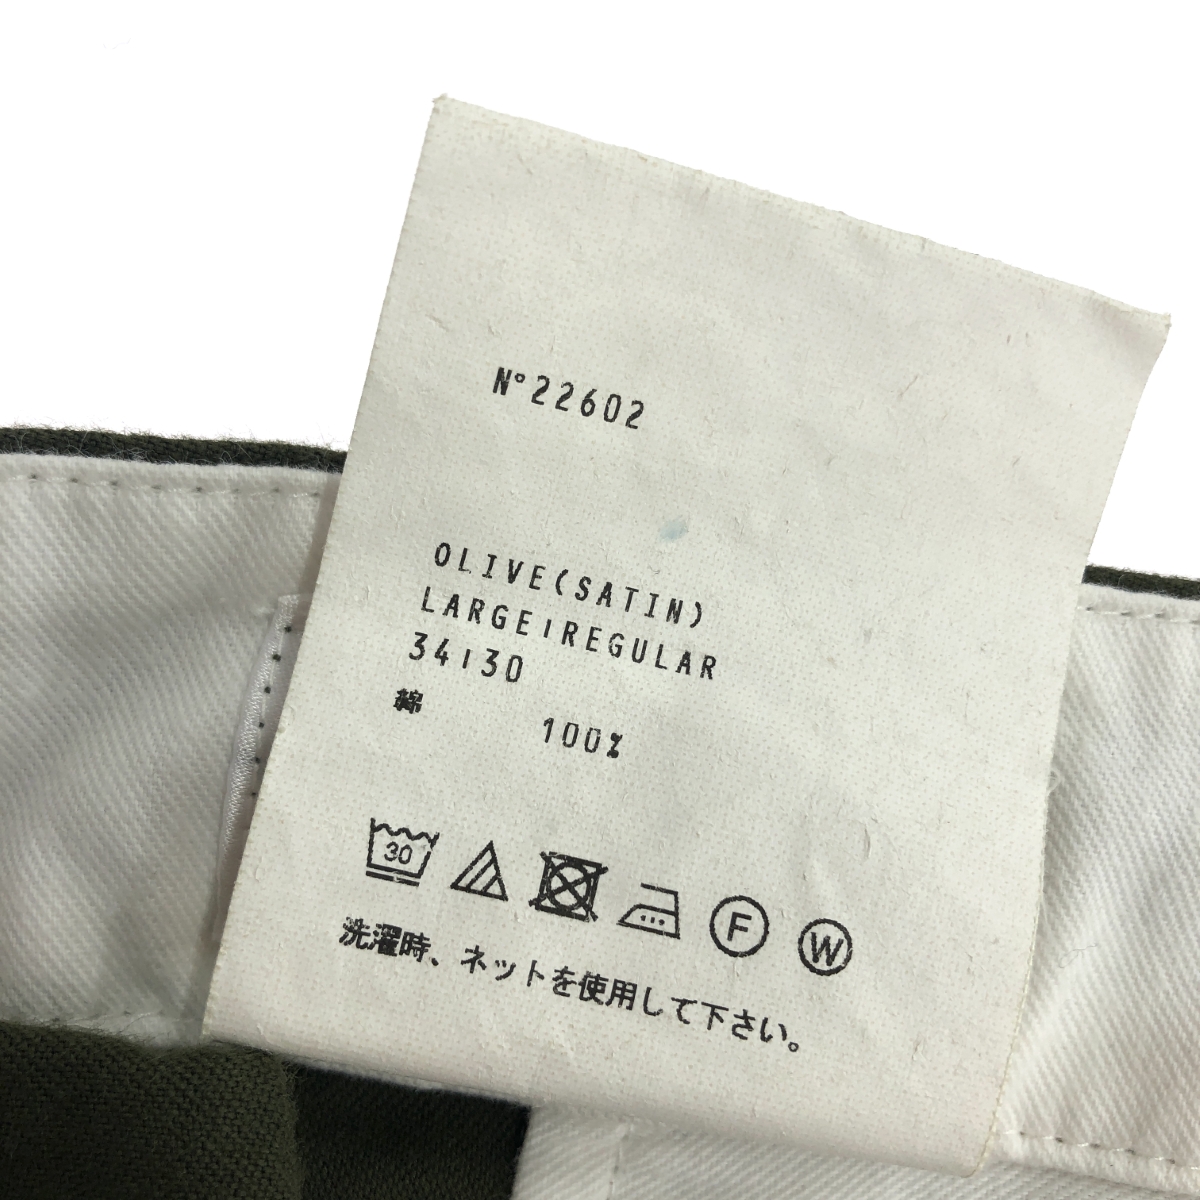 N°22602
OLIVE(SATIN)
LARGE|REGULAR
34|30
綿 100%
30 F W
洗濯時、ネットを使用して下さい。